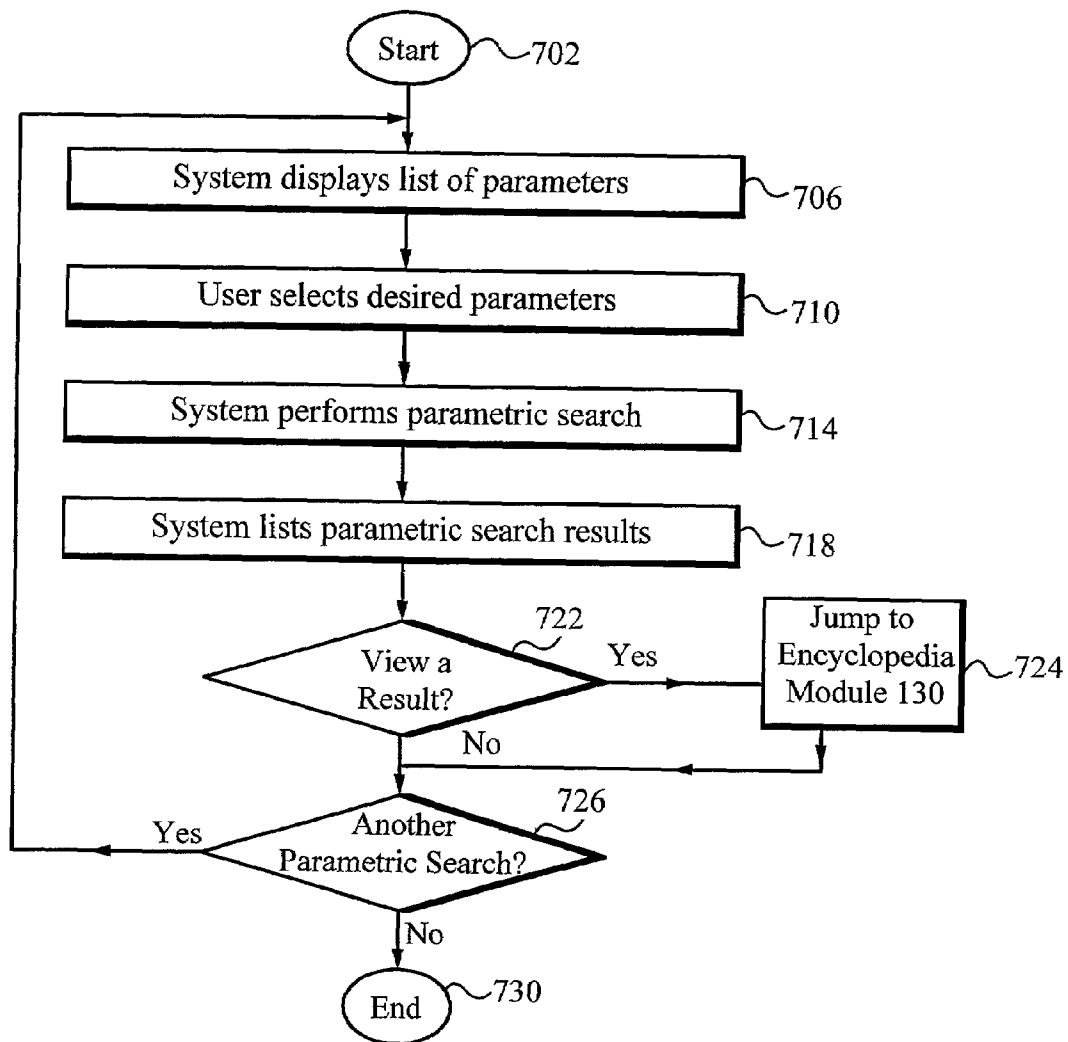 Start
702
System displays list of parameters
706
User selects desired parameters
710
System performs parametric search
714
System lists parametric search results
718
722
View a
Result?
Yes
Jump to
Encyclopedia
Module 130
724
No
726
Another
Parametric Search?
Yes
No
End
730